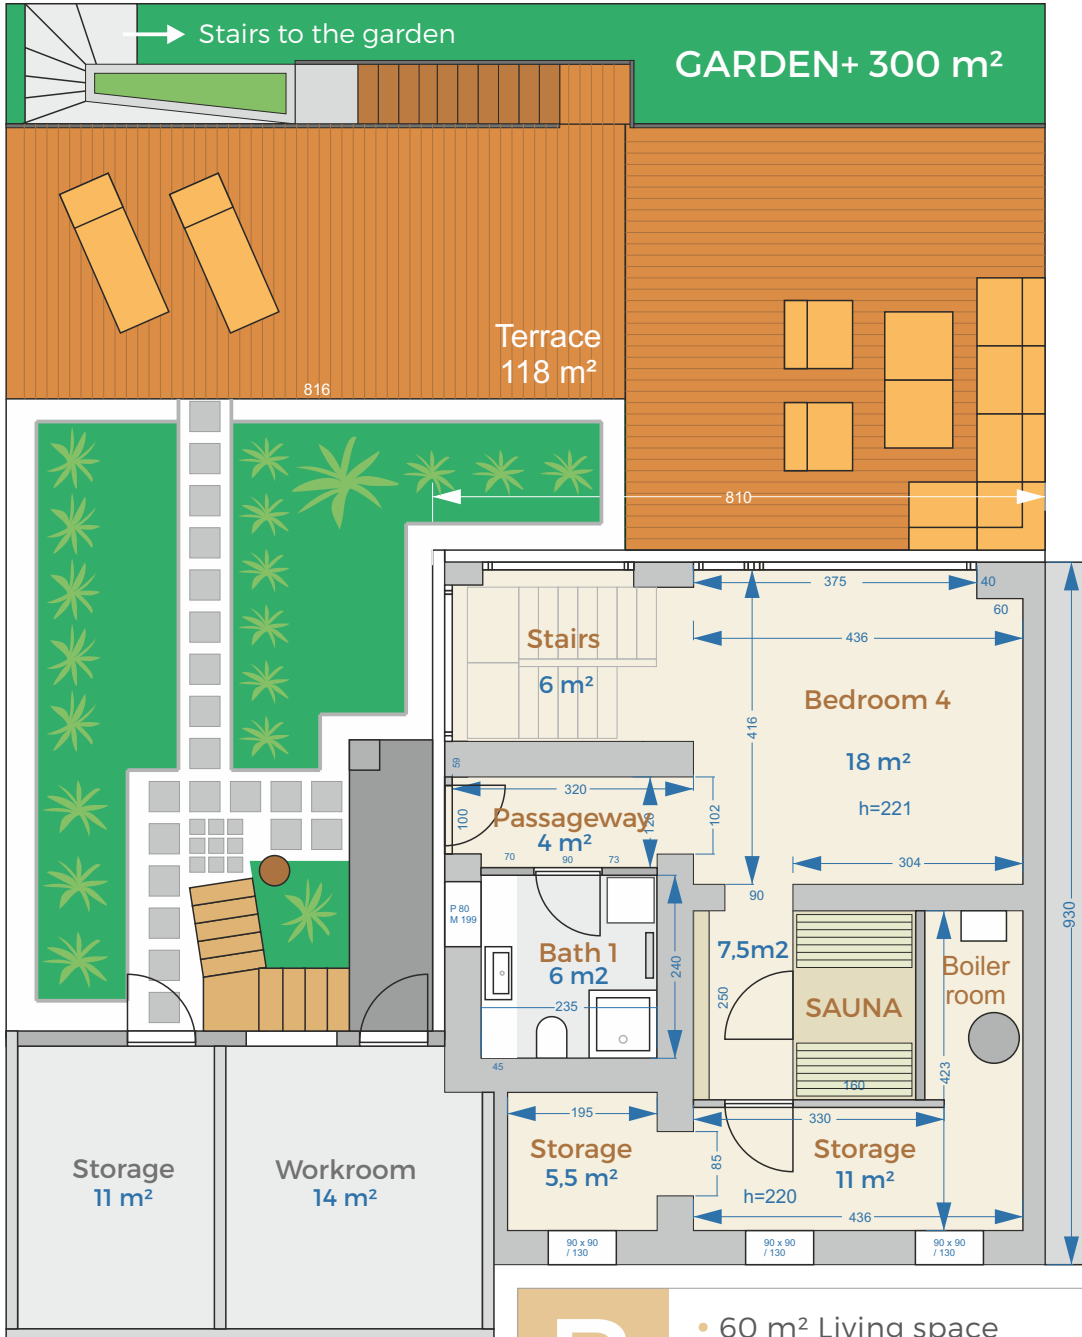 Stairs to the garden
GARDEN+ 300 m²
Terrace
118 m²
816
810
375
40
60
436
Stairs
6 m²
Bedroom 4
416
18 m²
h=221
59
320
100
Passageway
120
102
4 m²
70
90
73
304
90
P 80
M 199
930
Bath 1
6 m2
240
235
45
7,5m2
250
SAUNA
160
Boiler
room
423
195
330
Storage
5,5 m²
85
Storage
11 m²
h=220
436
Storage
11 m²
Workroom
14 m²
90 x 90
/ 130
90 x 90
/ 130
90 x 90
/ 130
• 60 m² Living space